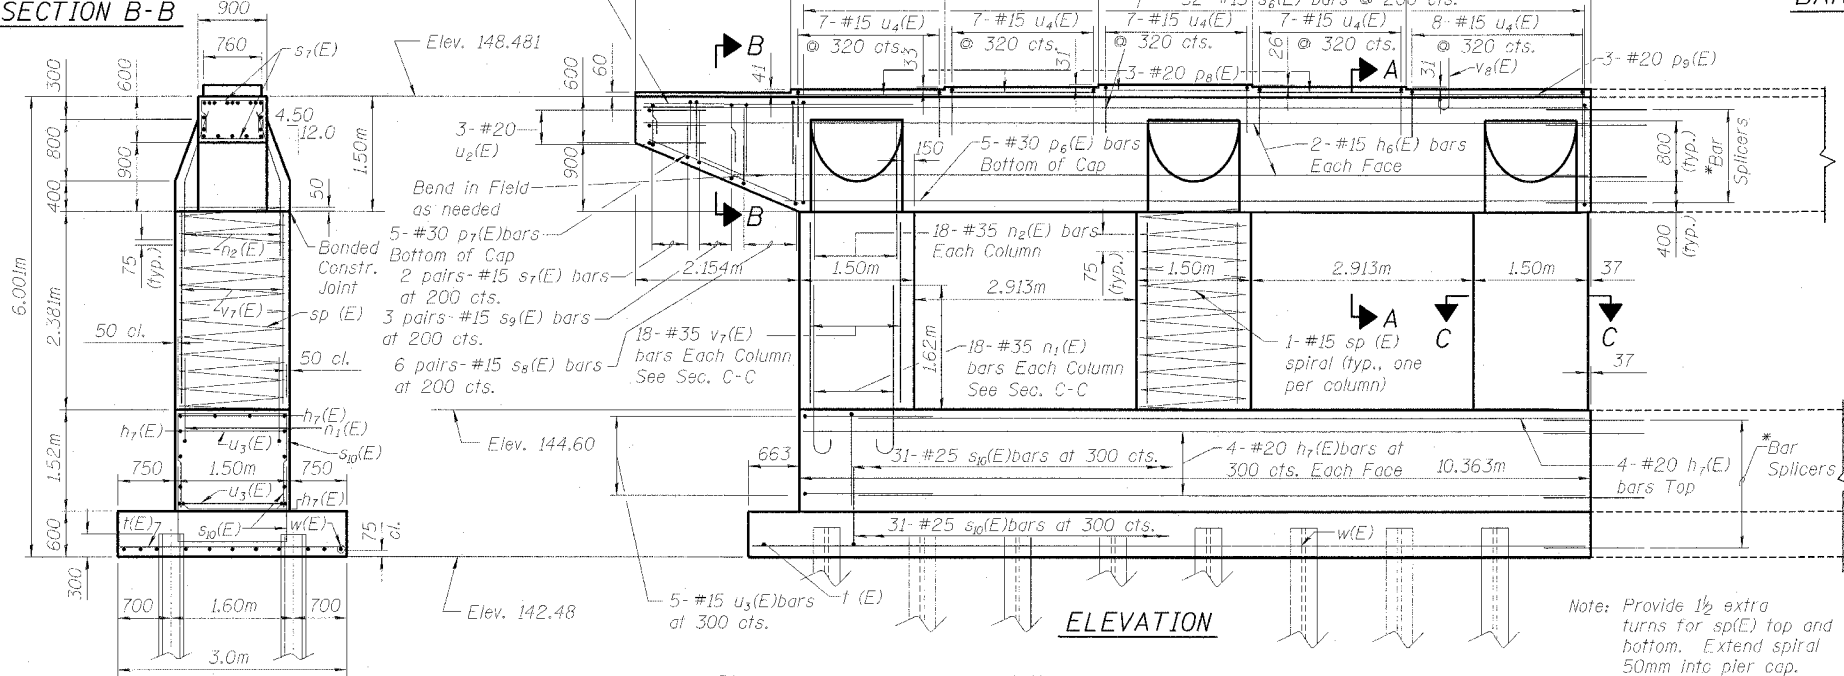 SECTION B-B
900
760
s7(E)
300
600
800
900
400
4.50
12.0
1.50m
50
75
(typ.)
n2(E)
v7(E)
sp (E)
Bonded
Constr.
Joint
6.001m
2.381m
1.52m
600
50 cl.
50 cl.
h7(E)
h7(E)
n1(E)
u3(E)
s10(E)
750
1.50m
750
u3(E)
h7(E)
t(E)
s10(E)
w(E)
75
cl.
300
700
1.60m
700
3.0m
Elev. 148.481
Elev. 144.60
Elev. 142.48
7-#15 u4(E)
@ 320 cts.
7-#15 u4(E)
@ 320 cts.
7-#15 u4(E)
@ 320 cts.
7-#15 u4(E)
@ 320 cts.
8-#15 u4(E)
@ 320 cts.
B
60
600
41
33
31
3-#20 p8(E)
26
A
31
v8(E)
3-#20 p9(E)
3-#20
u2(E)
900
150
5-#30 p6(E) bars
Bottom of Cap
2-#15 h6(E) bars
Each Face
800
(typ.)
*Bar
Splicers
400
(typ.)
Bend in Field
as needed
B
5-#30 p7(E)bars
Bottom of Cap
2 pairs-#15 s7(E) bars
at 200 cts.
3 pairs-#15 s9(E) bars
at 200 cts.
6 pairs-#15 s8(E) bars
at 200 cts.
18-#35 n2(E) bars
Each Column
75
(typ.)
2.154m
1.50m
2.913m
1.50m
2.913m
1.50m
37
A
C
C
18-#35 v7(E)
bars Each Column
See Sec. C-C
1.62m
18-#35 n1(E)
bars Each Column
See Sec. C-C
1-#15 sp (E)
spiral (typ., one
per column)
37
663
31-#25 s10(E)bars at 300 cts.
4-#20 h7(E)bars at
300 cts. Each Face
10.363m
4-#20 h7(E)
bars Top
*Bar
Splicers
31-#25 s10(E)bars at 300 cts.
w(E)
5-#15 u3(E)bars
at 300 cts.
t (E)
ELEVATION
Note: Provide 1½ extra
turns for sp(E) top and
bottom. Extend spiral
50mm into pier cap.